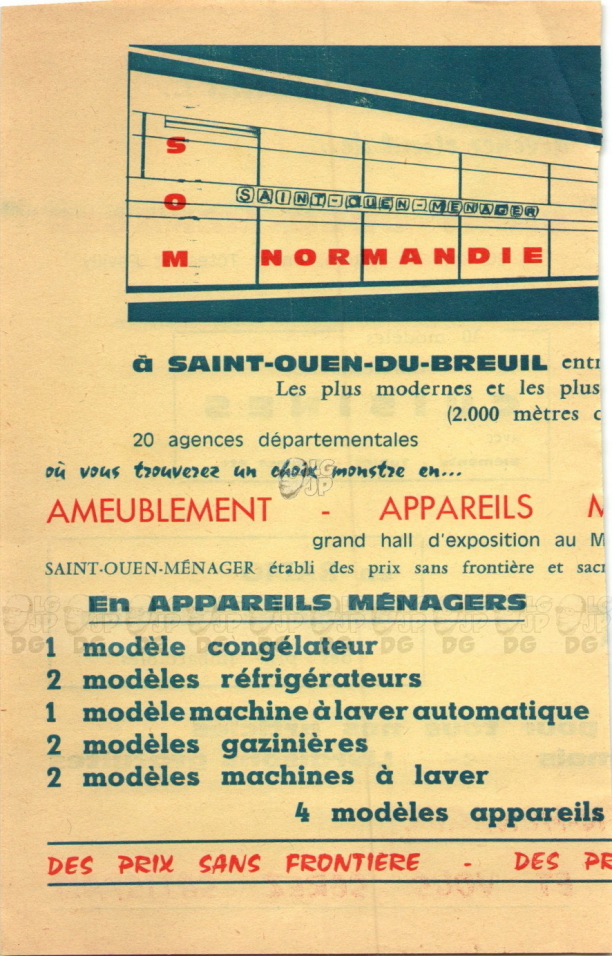 S
O
M
SAINT-OUEN-MENAGER
NORMANDIE
à SAINT-OUEN-DU-BREUIL entr
Les plus modernes et les plus
(2.000 mètres c
20 agences départementales
où vous trouverez un choix monstre en...
AMEUBLEMENT - APPAREILS M
grand hall d'exposition au M
SAINT-OUEN-MÉNAGER établi des prix sans frontière et sacr
En APPAREILS MÉNAGERS
1 modèle congélateur
2 modèles réfrigérateurs
1 modèle machine à laver automatique
2 modèles gazinières
2 modèles machines à laver
4 modèles appareils
DES PRIX SANS FRONTIERE - DES PR